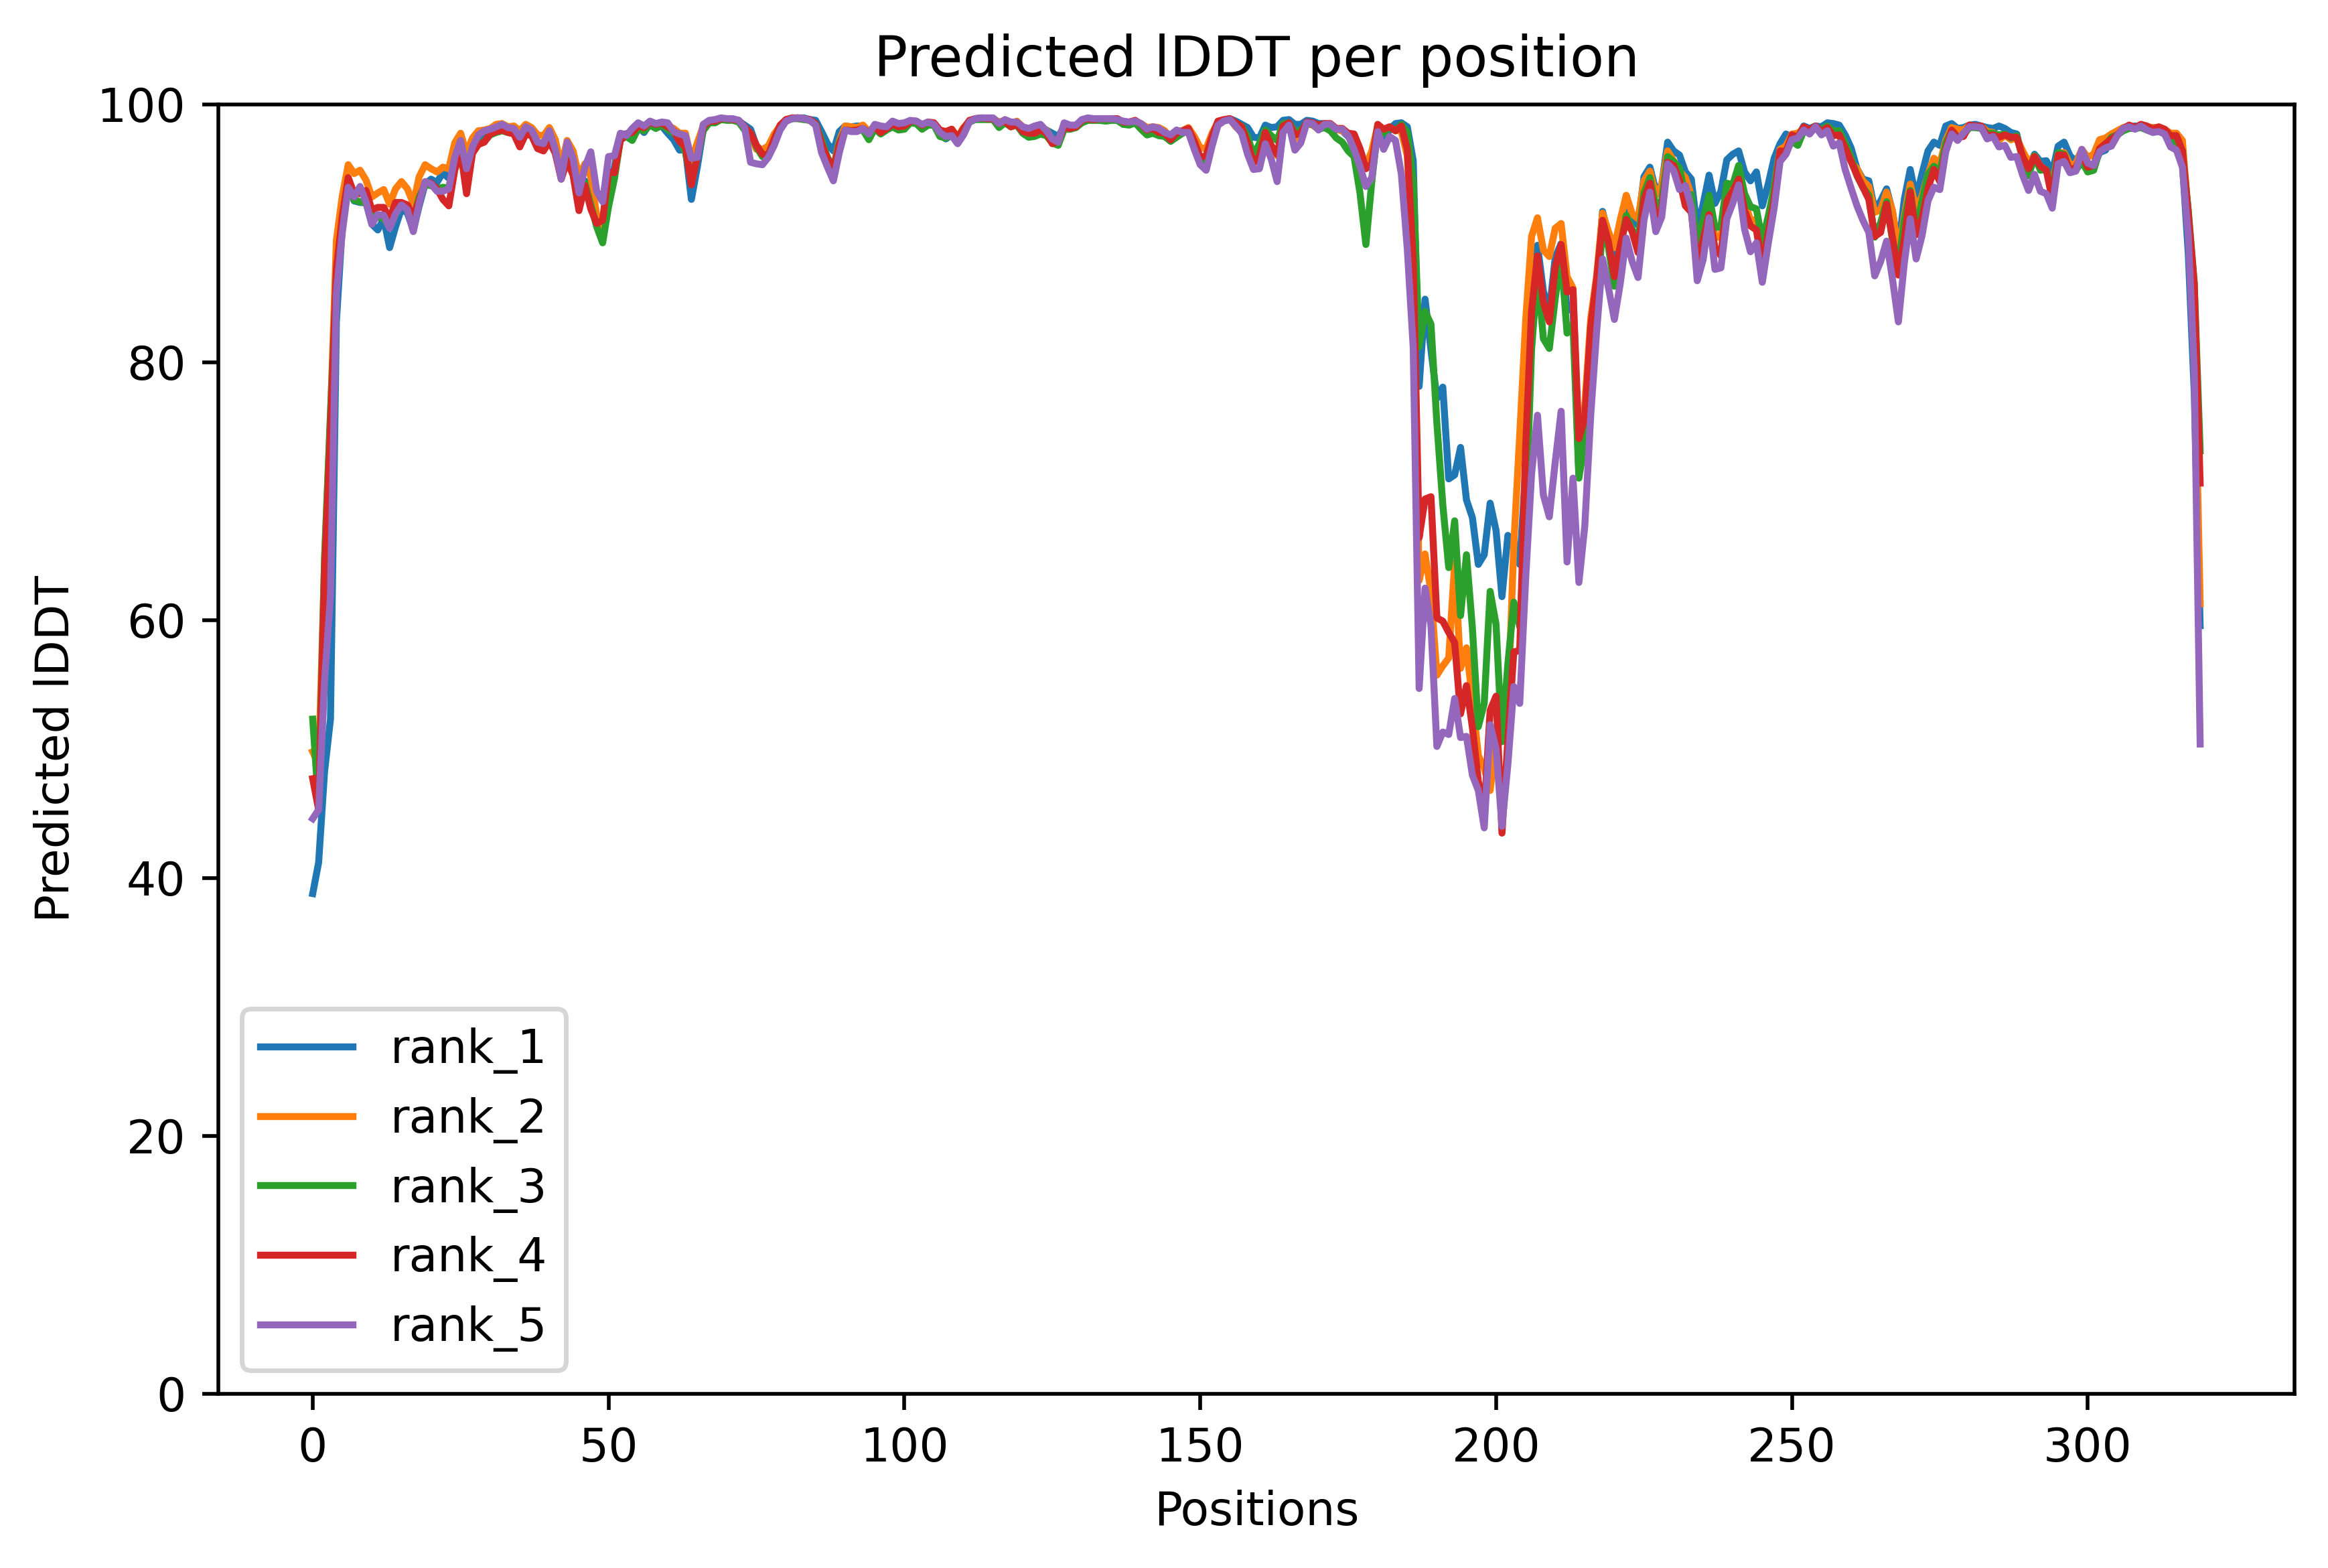 Predicted lDDT per position
100
80
60
40
20
0
Predicted lDDT
rank_1
rank_2
rank_3
rank_4
rank_5
0 50 100 150 200 250 300
Positions